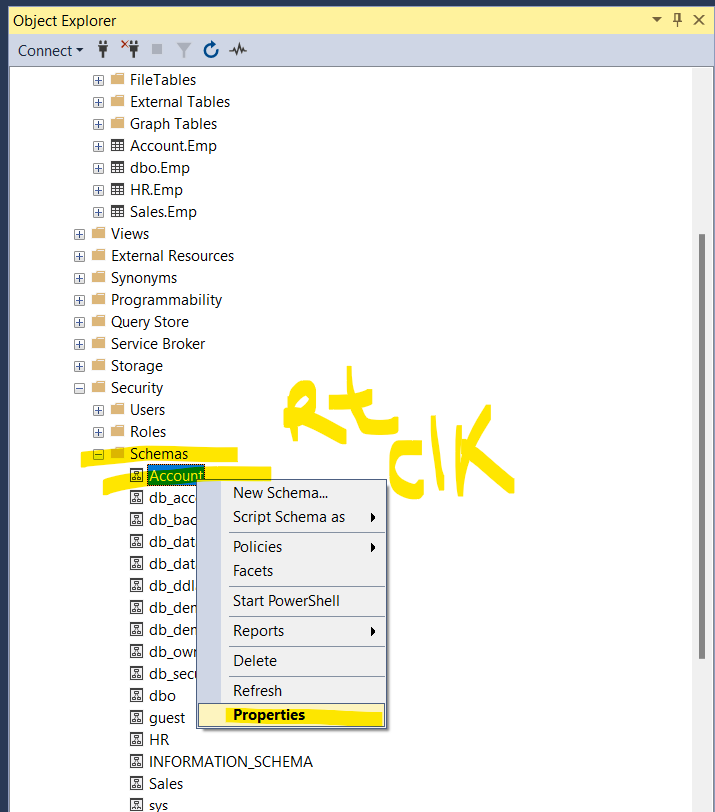 Object Explorer
Connect
FileTables
External Tables
Graph Tables
Account.Emp
dbo.Emp
HR.Emp
Sales.Emp
Views
External Resources
Synonyms
Programmability
Query Store
Service Broker
Storage
Security
Users
Roles
Schemas
Rt clK
Account
db_acc
db_bac
db_dat
db_dat
db_ddl
db_den
db_den
db_own
db_secu
dbo
guest
HR
INFORMATION_SCHEMA
Sales
sys
New Schema...
Script Schema as
Policies
Facets
Start PowerShell
Reports
Delete
Refresh
Properties